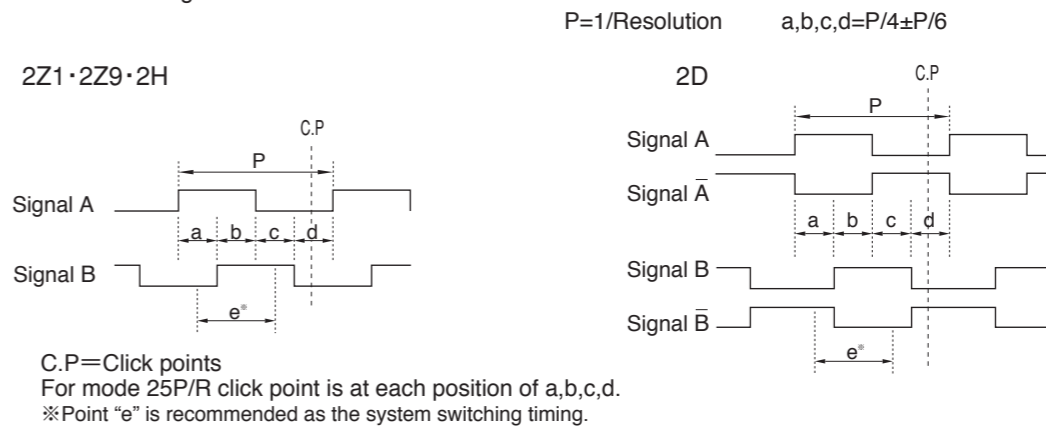 P=1/Resolution a,b,c,d=P/4±P/6
2Z1・2Z9・2H
C.P
P
Signal A
a b c d
Signal B
e※
2D
C.P
P
Signal A
Signal A̅
a b c d
Signal B
Signal B̅
e※
C.P=Click points
For mode 25P/R click point is at each position of a,b,c,d.
※Point “e” is recommended as the system switching timing.